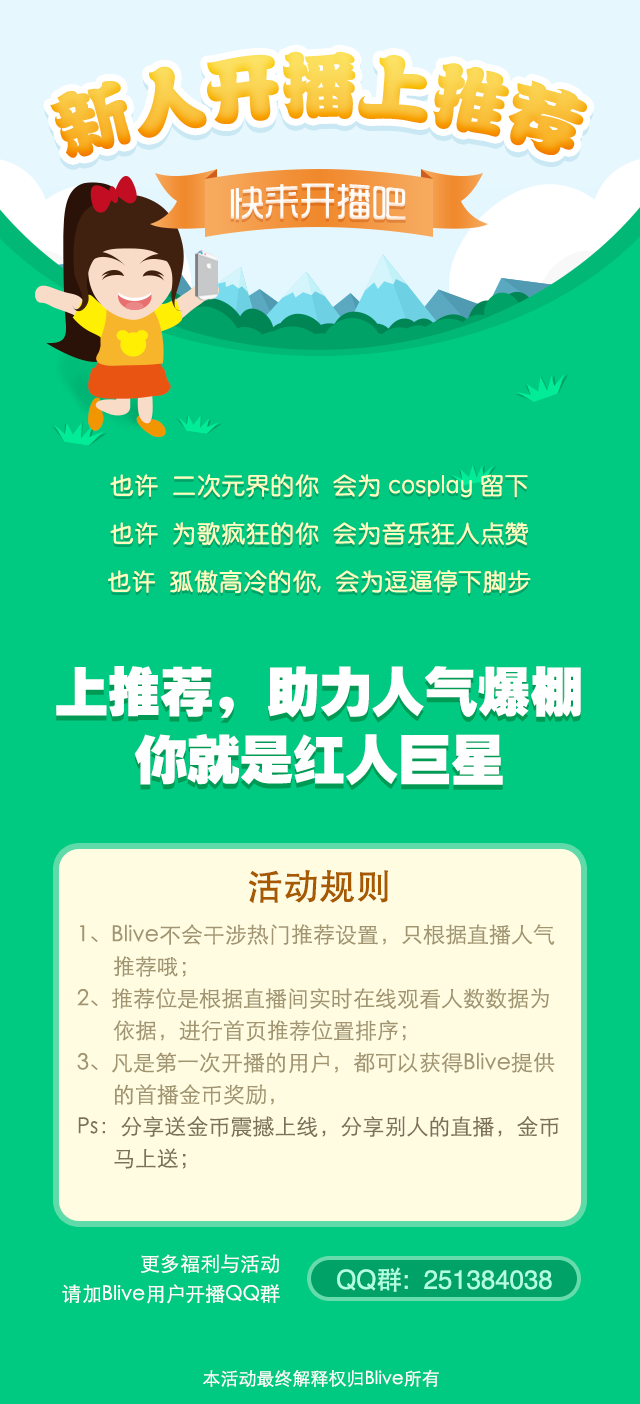 新人开播上推荐
快来开播吧
也许 二次元界的你 会为 cosplay 留下
也许 为歌疯狂的你 会为音乐狂人点赞
也许 孤傲高冷的你, 会为逗逼停下脚步
上推荐，助力人气爆棚
你就是红人巨星
活动规则
1、Blive不会干涉热门推荐设置，只根据直播人气
推荐哦；
2、推荐位是根据直播间实时在线观看人数数据为
依据，进行首页推荐位置排序；
3、凡是第一次开播的用户，都可以获得Blive提供
的首播金币奖励，
Ps：分享送金币震撼上线，分享别人的直播，金币
马上送；
更多福利与活动
请加Blive用户开播QQ群
QQ群：251384038
本活动最终解释权归Blive所有